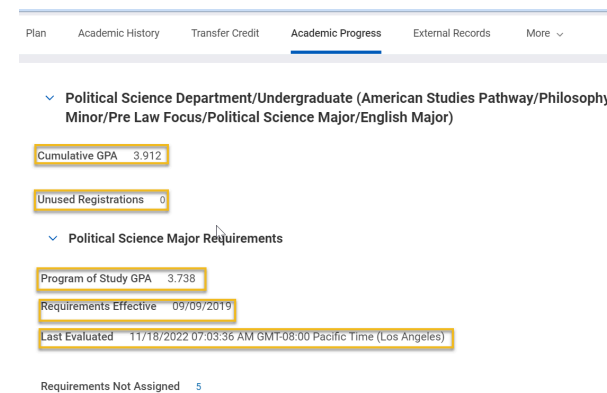 Plan Academic History Transfer Credit Academic Progress External Records More
Political Science Department/Undergraduate (American Studies Pathway/Philosophy
Minor/Pre Law Focus/Political Science Major/English Major)
Cumulative GPA 3.912
Unused Registrations 0
Political Science Major Requirements
Program of Study GPA 3.738
Requirements Effective 09/09/2019
Last Evaluated 11/18/2022 07:03:36 AM GMT-08:00 Pacific Time (Los Angeles)
Requirements Not Assigned 5